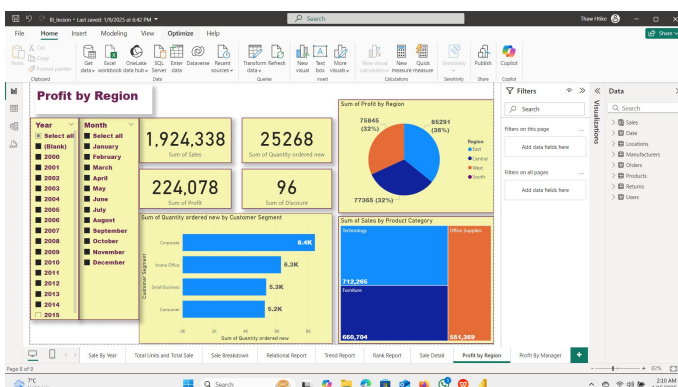 BI_lesson • Last saved: 1/9/2025 at 6:42 PM
Search
Thaw Htike
File Home Insert Modeling View Optimize Help
Share
Cut
Copy
Format painter
Get data
Excel workbook
OneLake data hub
SQL Server
Enter data
Dataverse
Recent sources
Transform data
Refresh
New visual
Text box
More visuals
New visual calculation
New measure
Quick measure
Sensitivity
Publish
Copilot
Clipboard
Data
Queries
Insert
Calculations
Sensitivity
Share
Copilot
Profit by Region
Year
Select all
(Blank)
2000
2001
2002
2003
2004
2005
2006
2007
2008
2009
2010
2011
2012
2013
2014
2015
Month
Select all
January
February
March
April
May
June
July
August
September
October
November
December
1,924,338
Sum of Sales
25268
Sum of Quantity ordered new
224,078
Sum of Profit
96
Sum of Discount
Sum of Profit by Region
75845
(32%)
85291
(36%)
77365 (32%)
Region
East
Central
West
South
Sum of Quantity ordered new by Customer Segment
Customer Segment
Corporate
8.4K
Home Office
6.3K
Small Business
5.3K
Consumer
5.2K
0K 2K 4K 6K 8K
Sum of Quantity ordered new
Sum of Sales by Product Category
Technology
712,265
Furniture
660,704
Office Supplies
551,369
Filters
Search
Filters on this page
Add data fields here
Filters on all pages
Add data fields here
Visualizations
Data
Search
Sales
Date
Locations
Manufacturers
Orders
Products
Returns
Users
Sale By Year
Total Units and Total Sale
Sale Breakdown
Relational Report
Trend Report
Rank Report
Sale Detail
Profit by Region
Profit By Manager
Page 8 of 9
82%
7°C
Search
2:10 AM